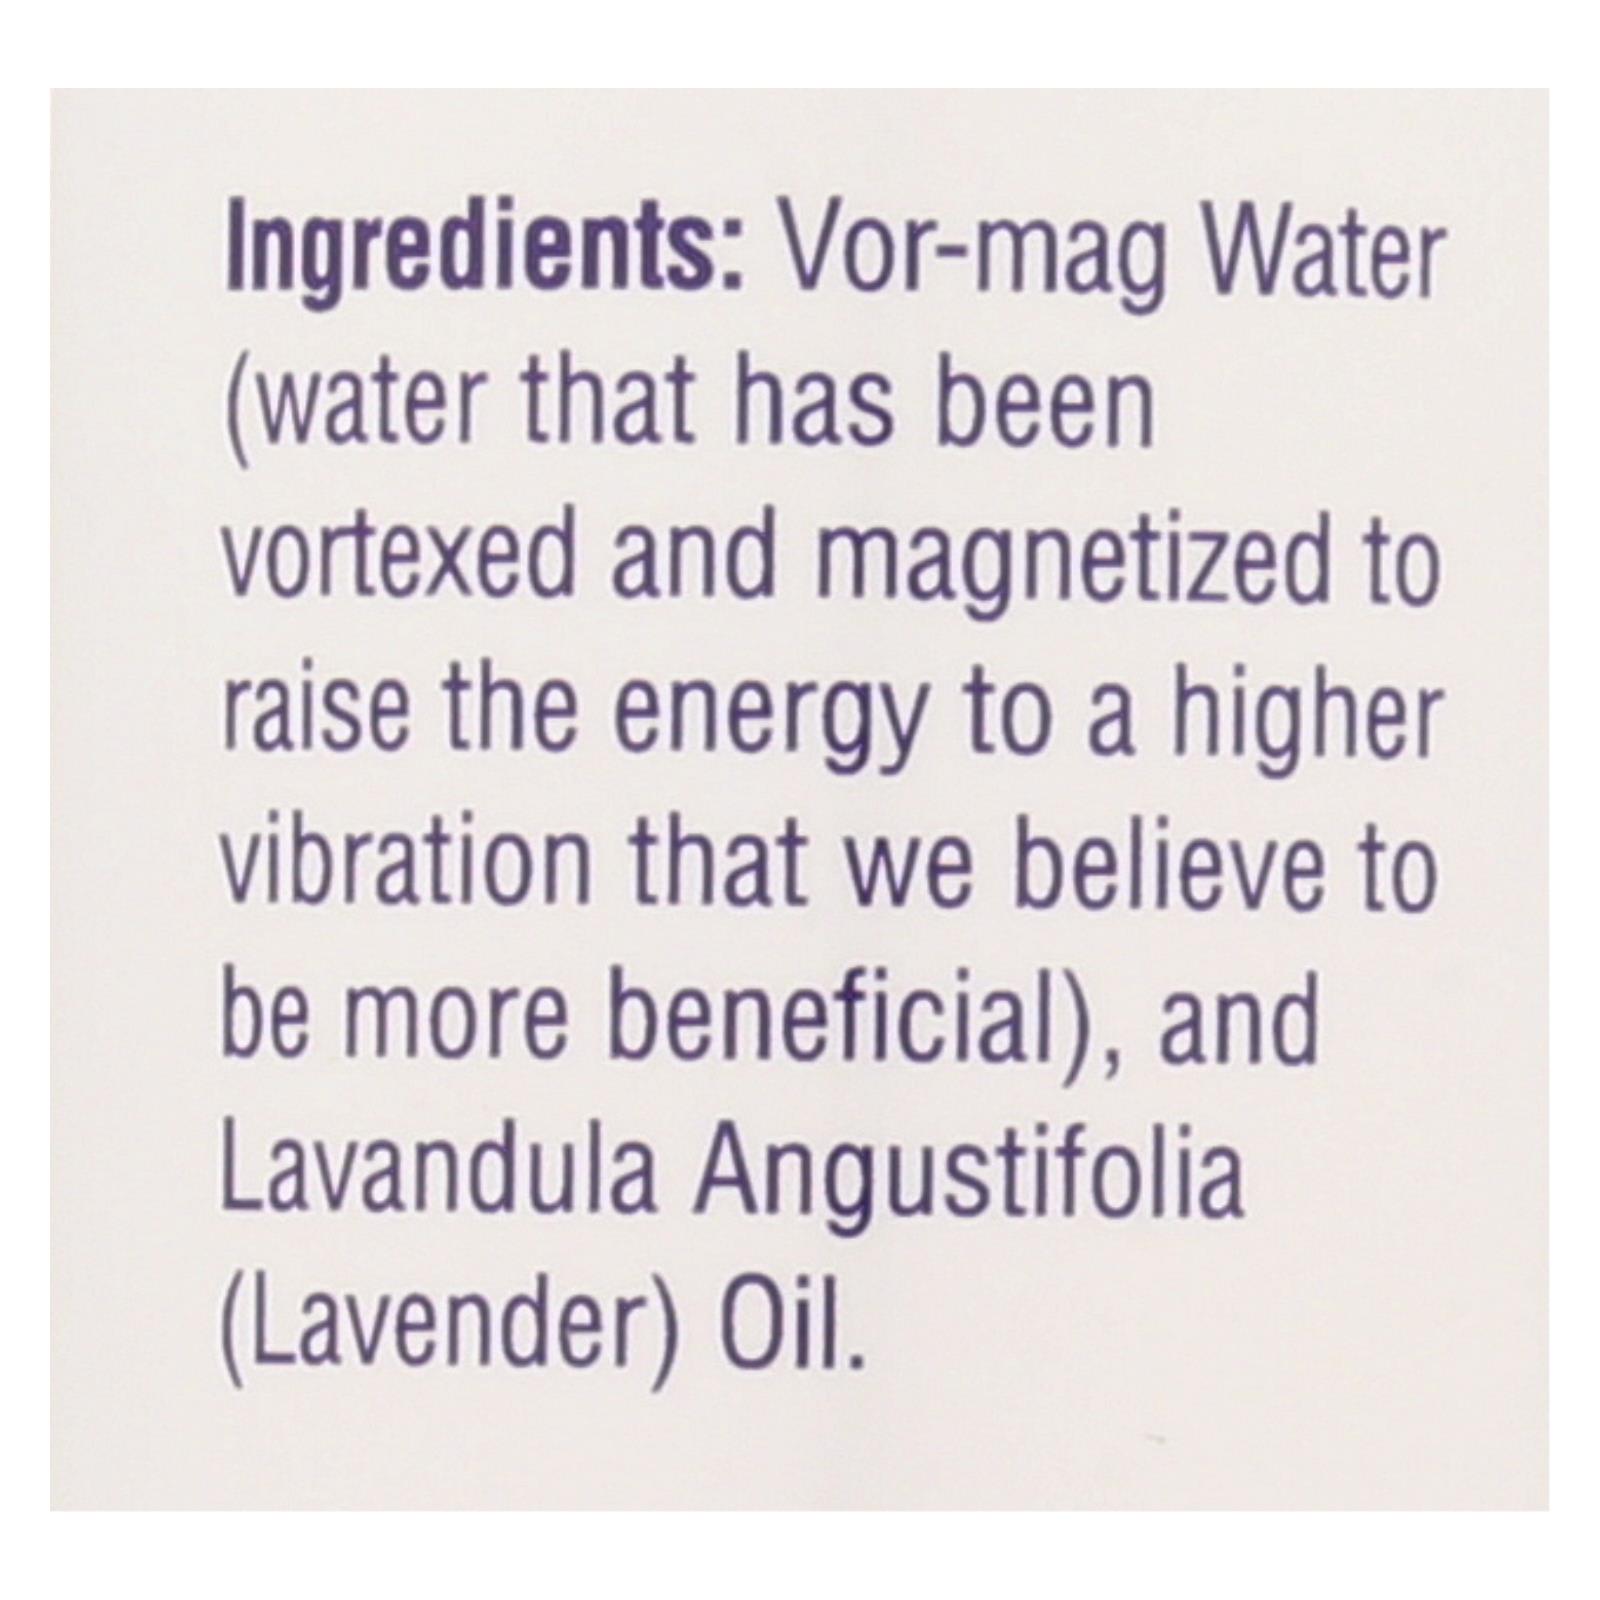 Ingredients: Vor-mag Water
(water that has been
vortexed and magnetized to
raise the energy to a higher
vibration that we believe to
be more beneficial), and
Lavandula Angustifolia
(Lavender) Oil.